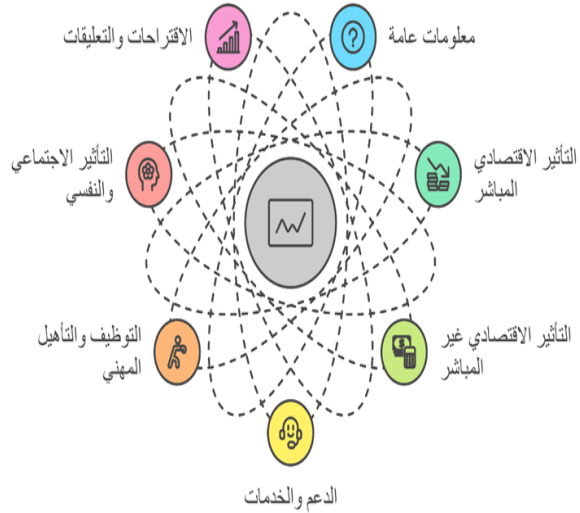 معلومات عامة
التأثير الاقتصادي
المباشر
التأثير الاقتصادي غير
المباشر
الدعم والخدمات
التوظيف والتأهيل
المهني
التأثير الاجتماعي
والنفسي
الاقتراحات والتعليقات